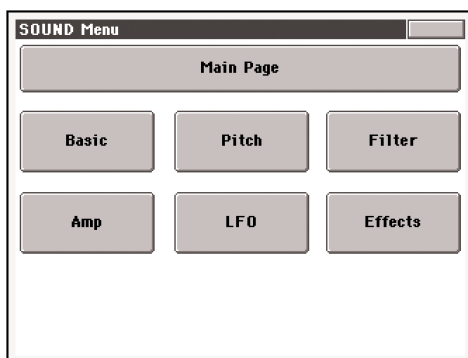 SOUND Menu
Main Page
Basic Pitch Filter
Amp LFO Effects